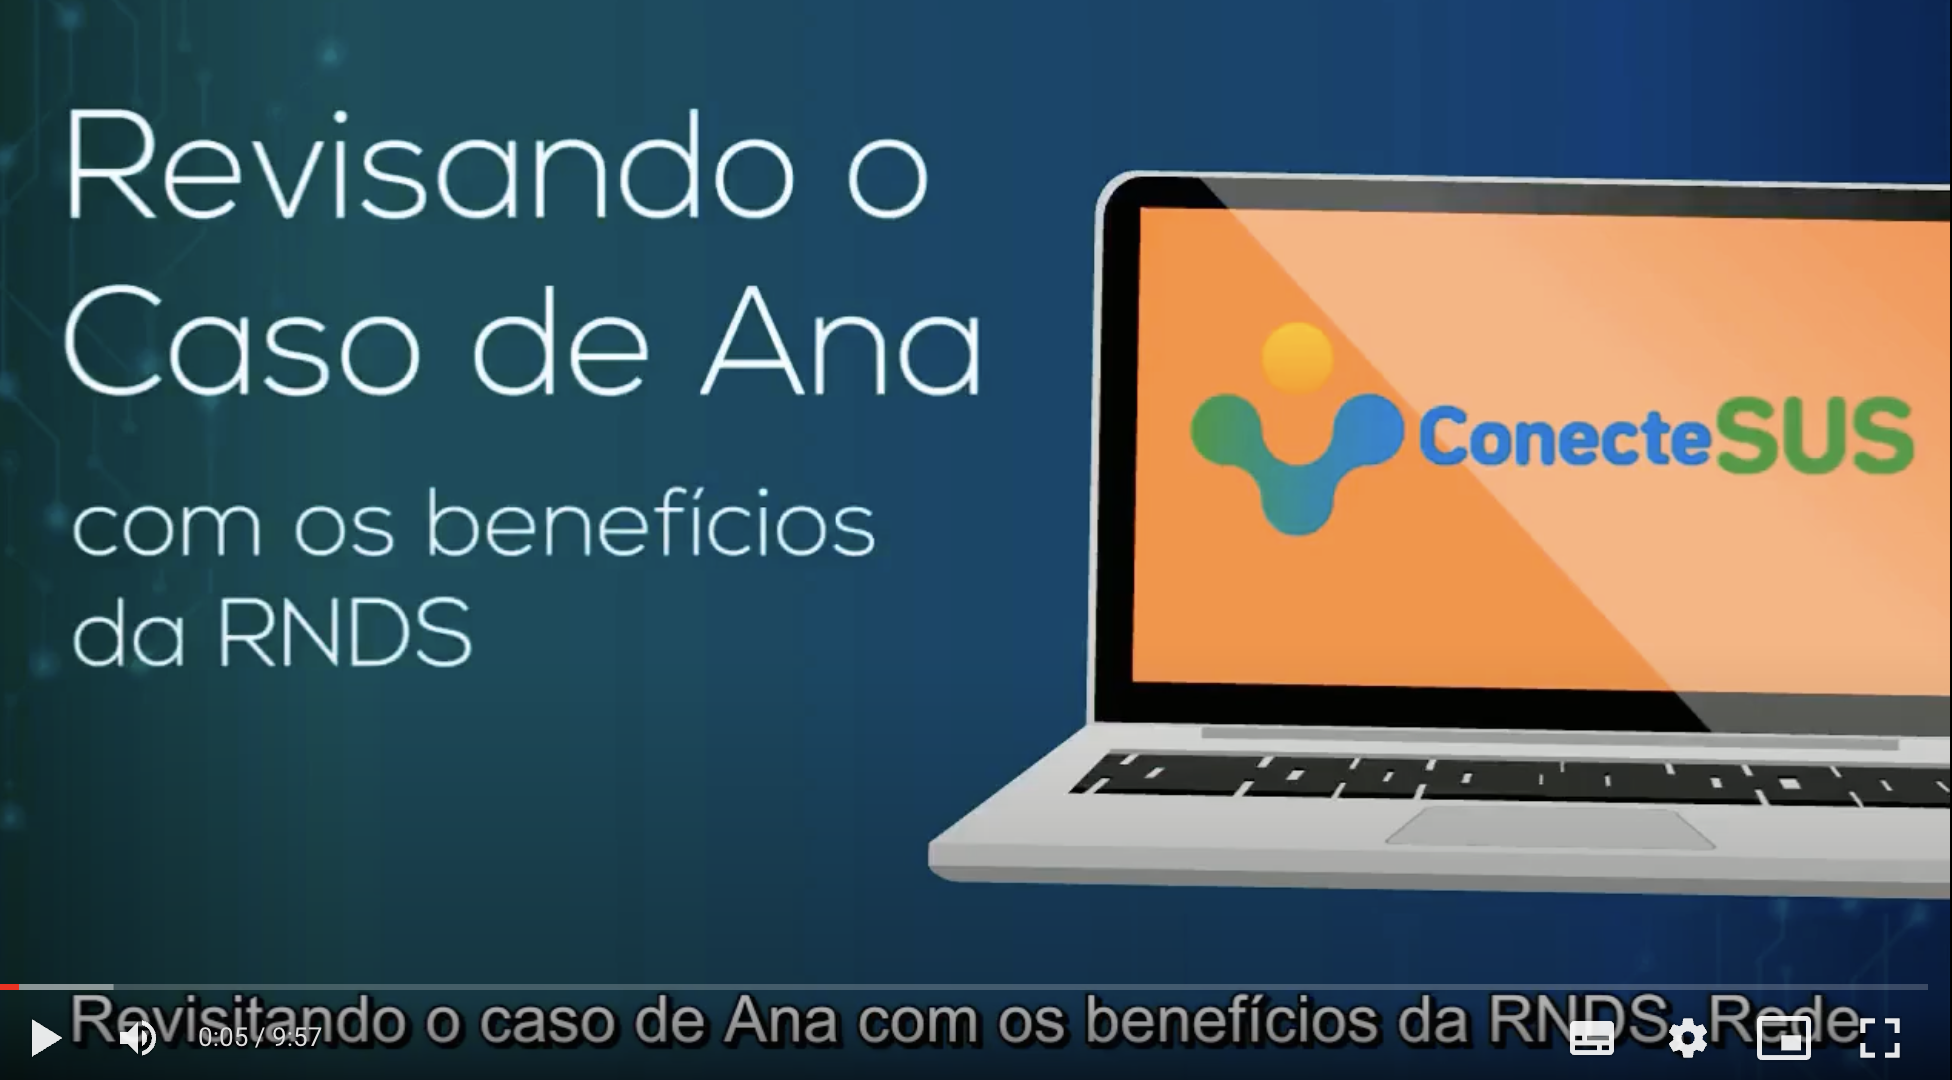 Revisando o
Caso de Ana
com os benefícios
da RNDS
ConecteSUS
Revisitando o caso de Ana com os benefícios da RNDS, Rede
0:05 / 9:57